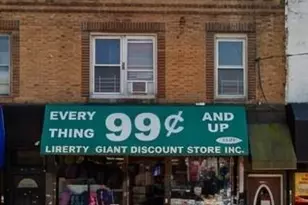 EVERY THING 99¢ AND UP
LIBERTY GIANT DISCOUNT STORE INC.